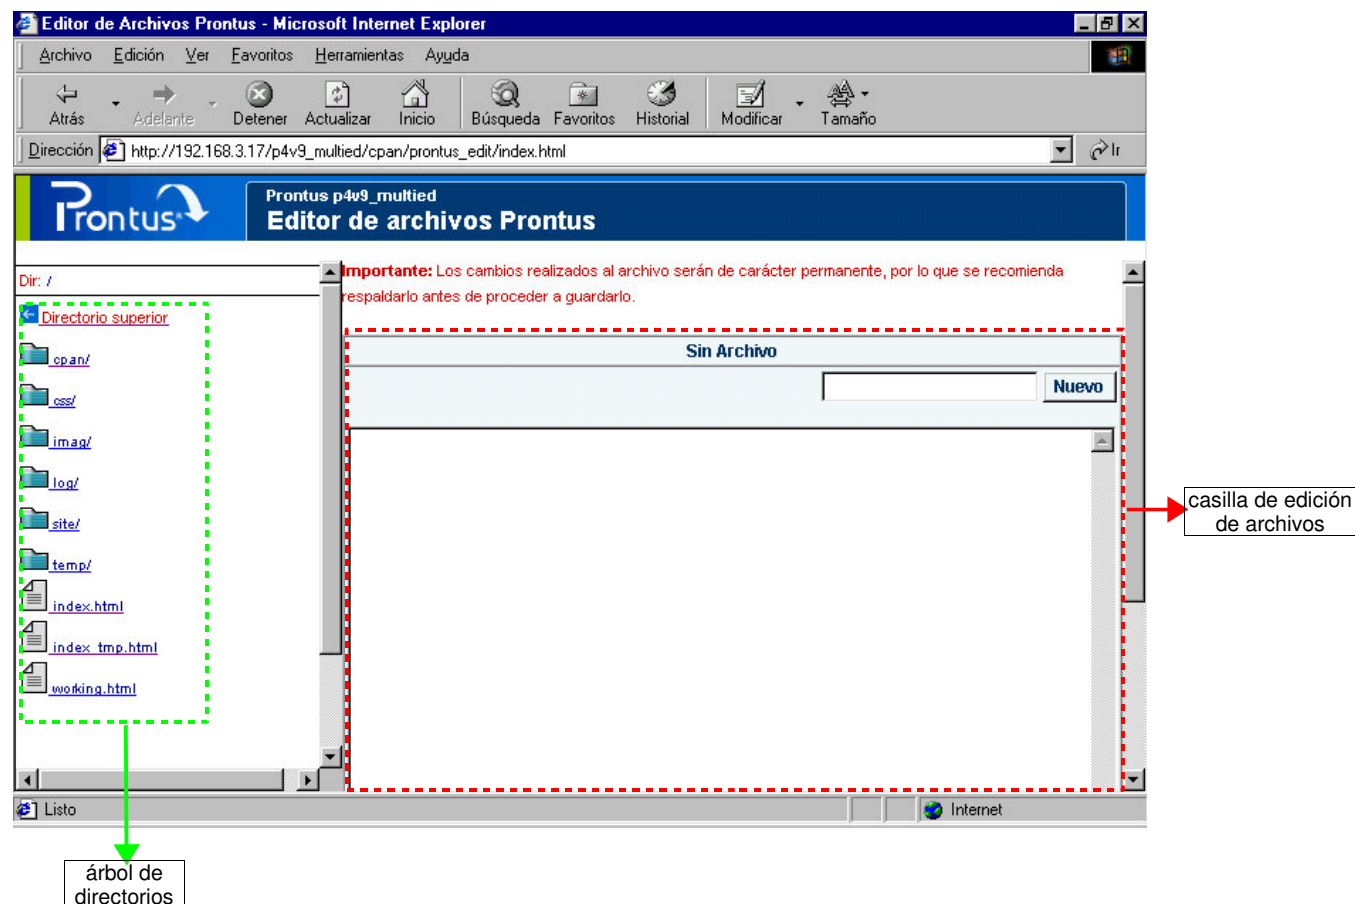 Editor de Archivos Prontus - Microsoft Internet Explorer
Archivo Edición Ver Favoritos Herramientas Ayuda
Atrás Adelante Detener Actualizar Inicio Búsqueda Favoritos Historial Modificar Tamaño
Dirección http://192.168.3.17/p4v9_multied/cpan/prontus_edit/index.html Ir
Prontus
Prontus p4v9_multied
Editor de archivos Prontus
Dir: /
Directorio superior
cpan/
css/
imag/
log/
site/
temp/
index.html
index_tmp.html
working.html
Importante: Los cambios realizados al archivo serán de carácter permanente, por lo que se recomienda
respaldarlo antes de proceder a guardarlo.
Sin Archivo
Nuevo
casilla de edición
de archivos
Listo Internet
árbol de
directorios